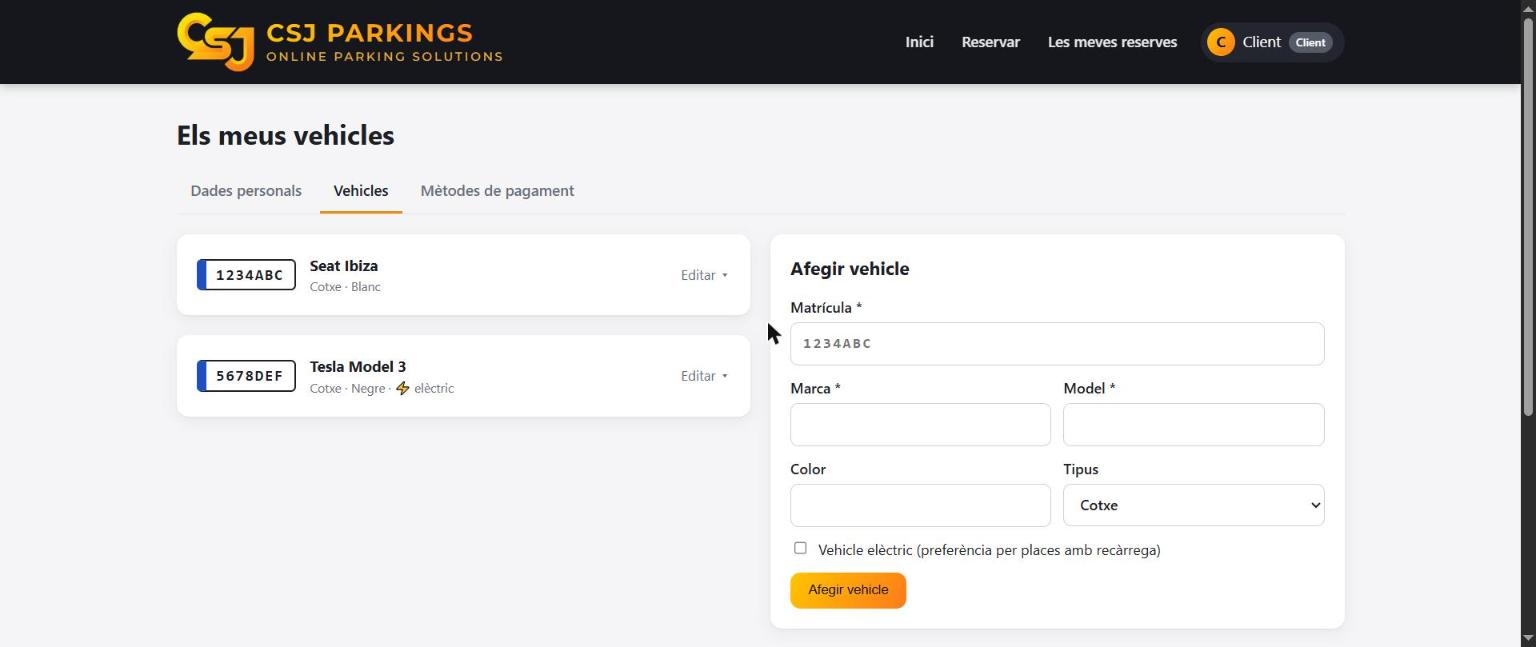 CSJ
CSJ PARKINGS
ONLINE PARKING SOLUTIONS
Inici
Reservar
Les meves reserves
C
Client
Client
Els meus vehicles
Dades personals
Vehicles
Mètodes de pagament
1234ABC
Seat Ibiza
Cotxe · Blanc
Editar
5678DEF
Tesla Model 3
Cotxe · Negre · ⚡ elèctric
Editar
Afegir vehicle
Matrícula *
1234ABC
Marca *
Model *
Color
Tipus
Cotxe
Vehicle elèctric (preferència per places amb recàrrega)
Afegir vehicle